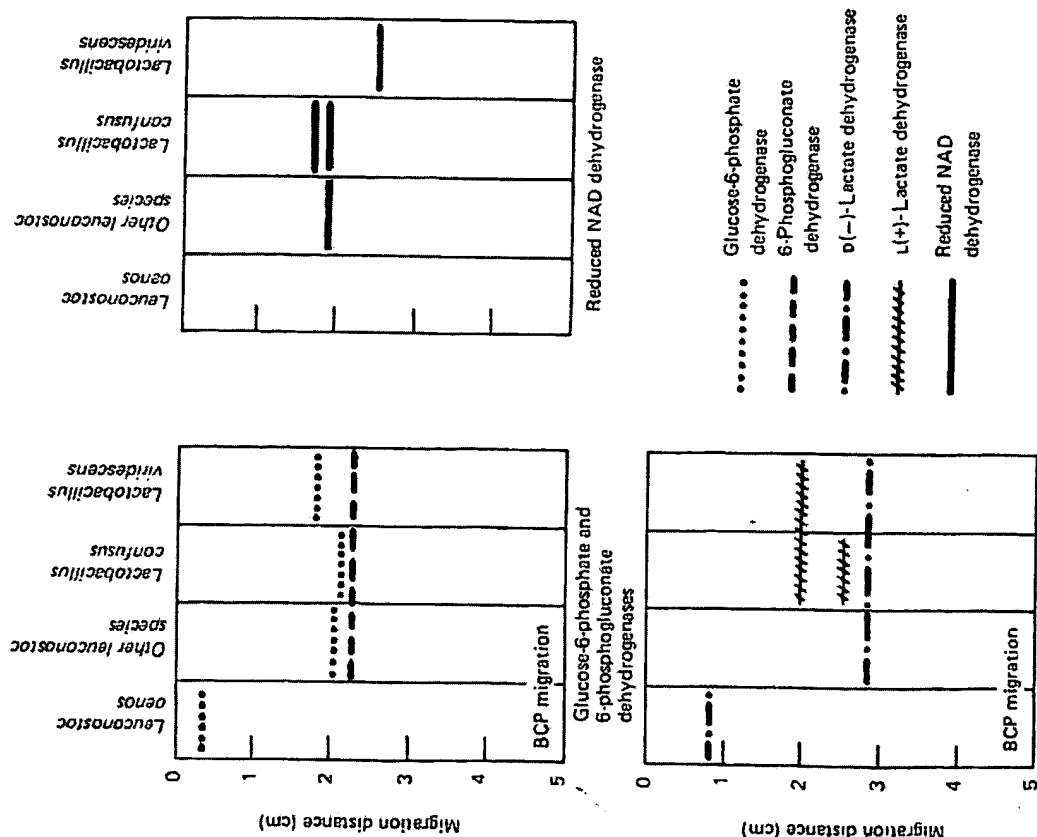 Leuconostoc
oenos
Other leuconostoc
species
Lactobacillus
confusus
Lactobacillus
viridescens
Migration distance (cm)
0
1
2
3
4
5
BCP migration
Glucose-6-phosphate and
6-phosphogluconate
dehydrogenases
Leuconostoc
oenos
Other leuconostoc
species
Lactobacillus
confusus
Lactobacillus
viridescens
Reduced NAD dehydrogenase
Migration distance (cm)
0
1
2
3
4
5
BCP migration
Glucose-6-phosphate
dehydrogenase
6-Phosphogluconate
dehydrogenase
D(−)-Lactate dehydrogenase
L(+)-Lactate dehydrogenase
Reduced NAD
dehydrogenase